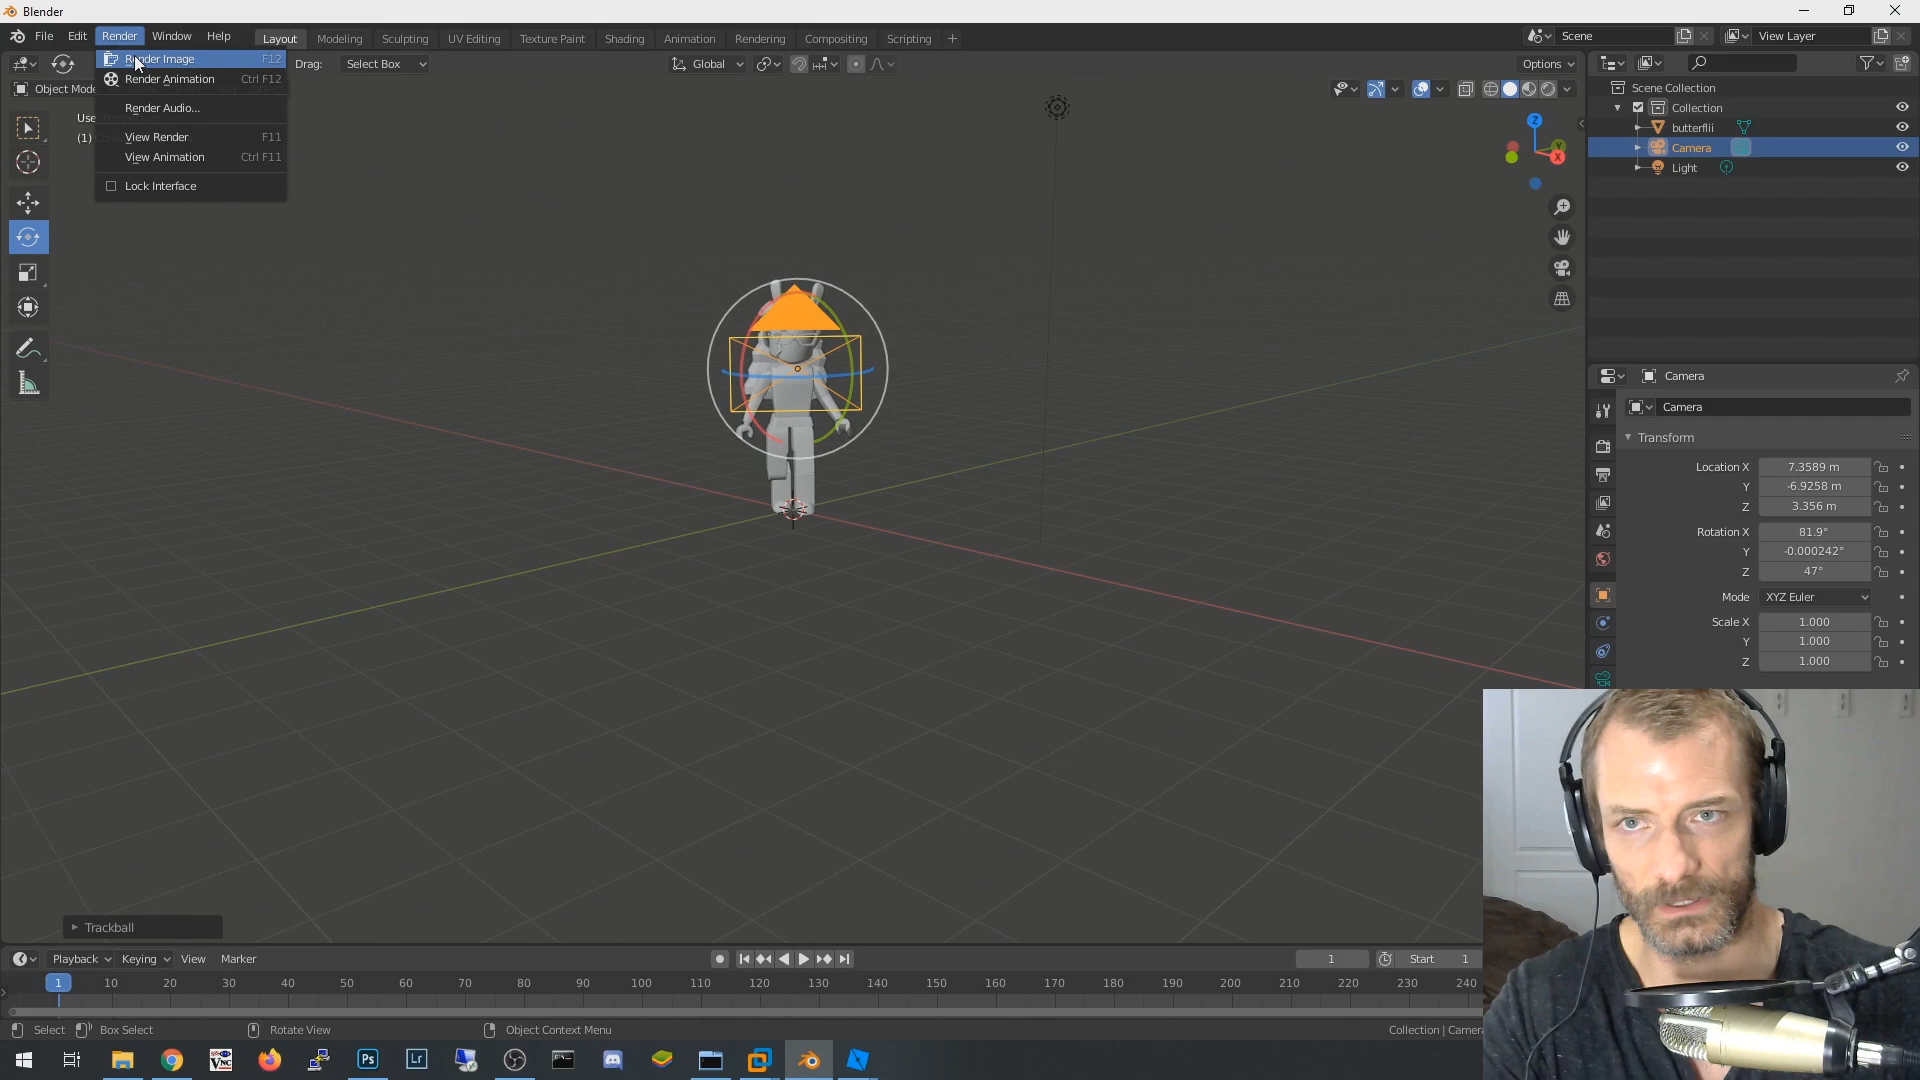 Blender
File Edit Render Window Help Layout Modeling Sculpting UV Editing Texture Paint Shading Animation Rendering Compositing Scripting Scene View Layer
Render Image F12
Drag: Select Box Global Options
Render Animation Ctrl F12
Object Mode
Render Audio...
View Render F11
View Animation Ctrl F11
Lock Interface
Use
(1)
Z
X
Scene Collection
Collection
butterflii
Camera
Light
Camera
Camera
Transform
Location X 7.3589 m
Y -6.9258 m
Z 3.356 m
Rotation X 81.9°
Y -0.000242°
Z 47°
Mode XYZ Euler
Scale X 1.000
Y 1.000
Z 1.000
Trackball
Playback Keying View Marker 1 Start 1
1 10 20 30 40 50 60 70 80 90 100 110 120 130 140 150 160 170 180 190 200 210 220 230 240
Select Box Select Rotate View Object Context Menu Collection | Camera
Ps Lr